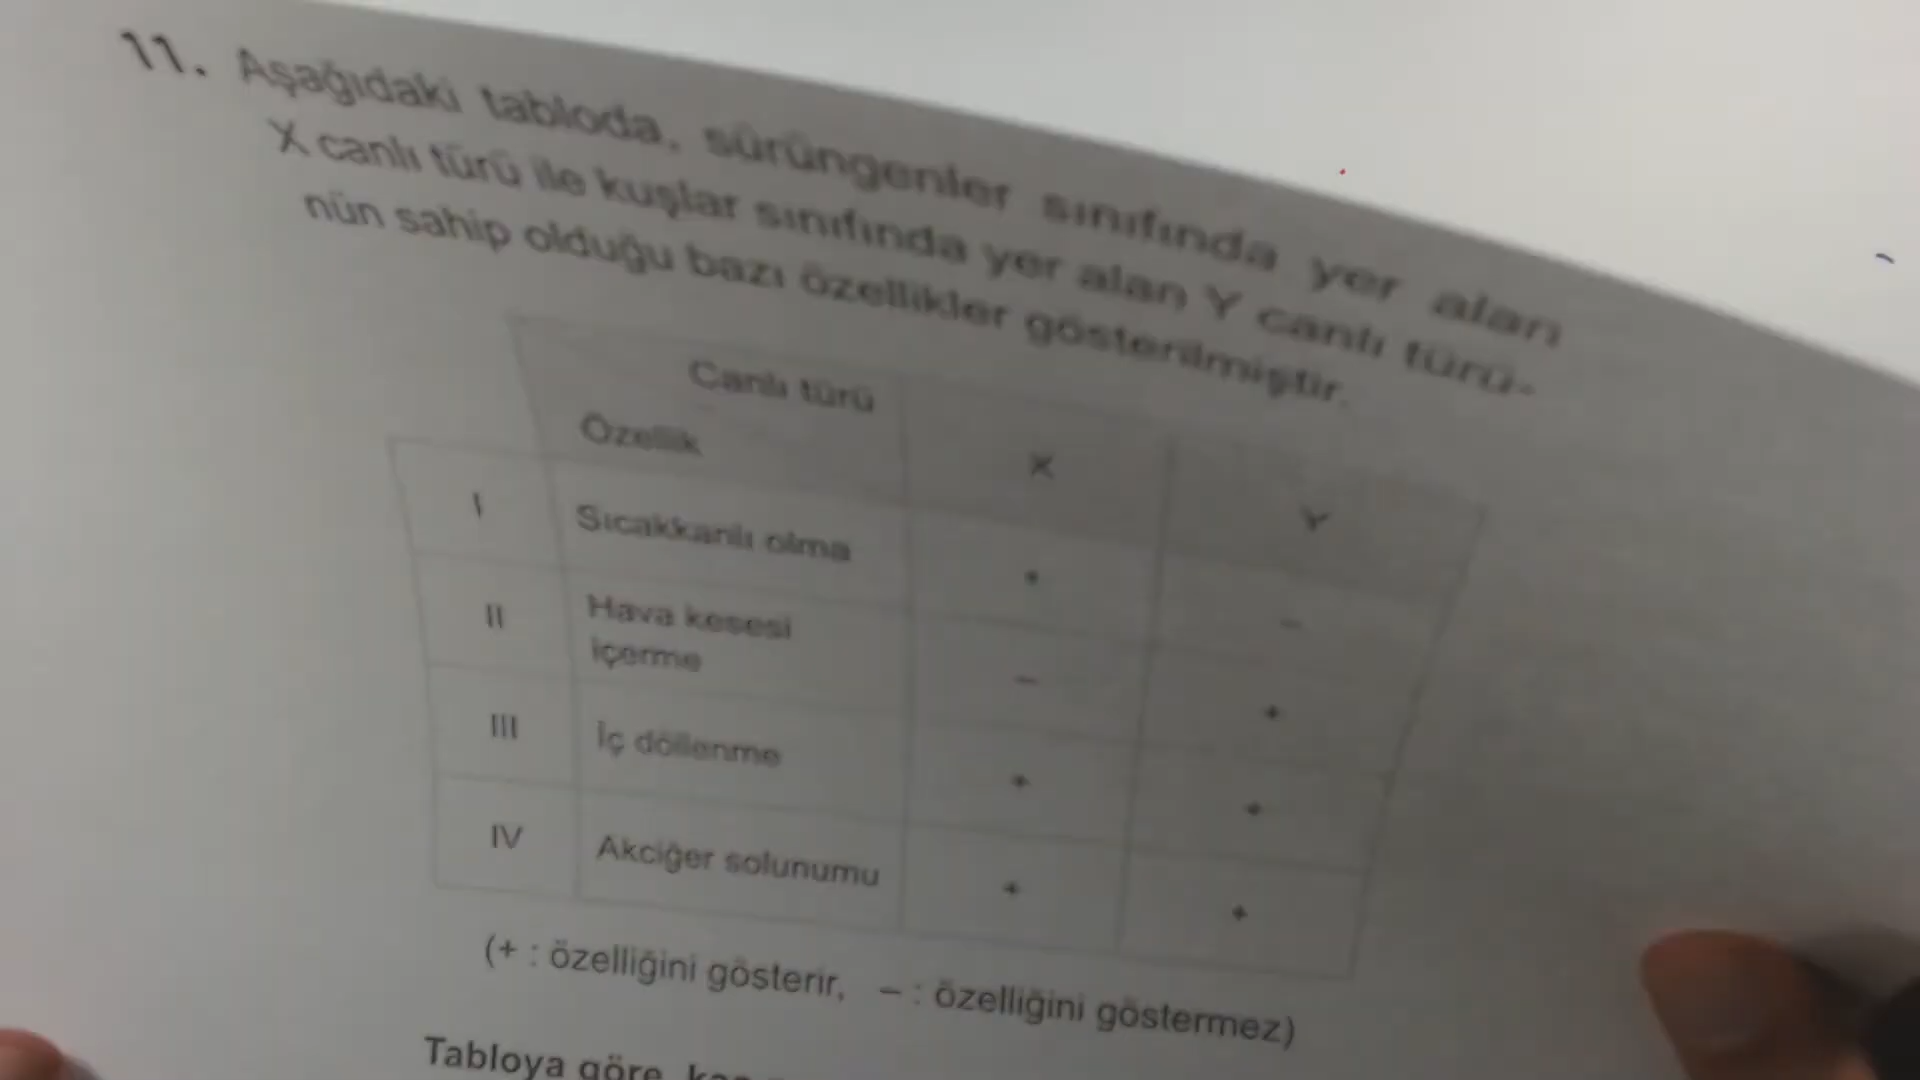 11. Aşağıdaki tabloda, sürüngenler sınıfında yer alan
X canlı türü ile kuşlar sınıfında yer alan Y canlı türü-
nün sahip olduğu bazı özellikler gösterilmiştir.
Canlı türü
Özellik X Y
I Sıcakkanlı olma + –
II Hava kesesi
içerme – +
III İç döllenme + +
IV Akciğer solunumu + +
(+ : özelliğini gösterir, – : özelliğini göstermez)
Tabloya göre,